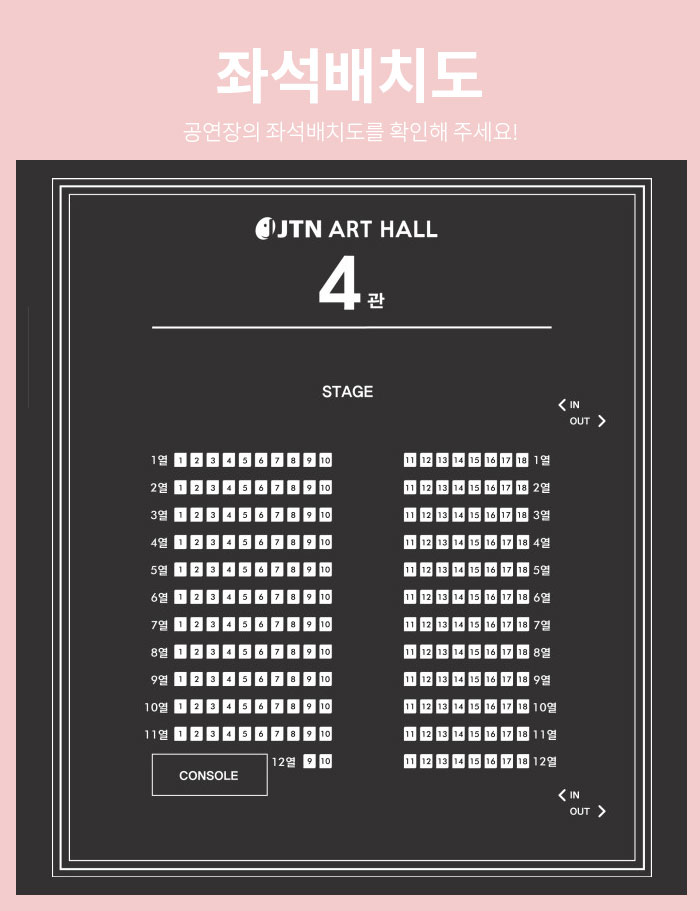 좌석배치도
공연장의 좌석배치도를 확인해 주세요!
JTN ART HALL
4관
STAGE
IN
OUT
1열 1 2 3 4 5 6 7 8 9 10 11 12 13 14 15 16 17 18 1열
2열 1 2 3 4 5 6 7 8 9 10 11 12 13 14 15 16 17 18 2열
3열 1 2 3 4 5 6 7 8 9 10 11 12 13 14 15 16 17 18 3열
4열 1 2 3 4 5 6 7 8 9 10 11 12 13 14 15 16 17 18 4열
5열 1 2 3 4 5 6 7 8 9 10 11 12 13 14 15 16 17 18 5열
6열 1 2 3 4 5 6 7 8 9 10 11 12 13 14 15 16 17 18 6열
7열 1 2 3 4 5 6 7 8 9 10 11 12 13 14 15 16 17 18 7열
8열 1 2 3 4 5 6 7 8 9 10 11 12 13 14 15 16 17 18 8열
9열 1 2 3 4 5 6 7 8 9 10 11 12 13 14 15 16 17 18 9열
10열 1 2 3 4 5 6 7 8 9 10 11 12 13 14 15 16 17 18 10열
11열 1 2 3 4 5 6 7 8 9 10 11 12 13 14 15 16 17 18 11열
12열 9 10 11 12 13 14 15 16 17 18 12열
CONSOLE
IN
OUT